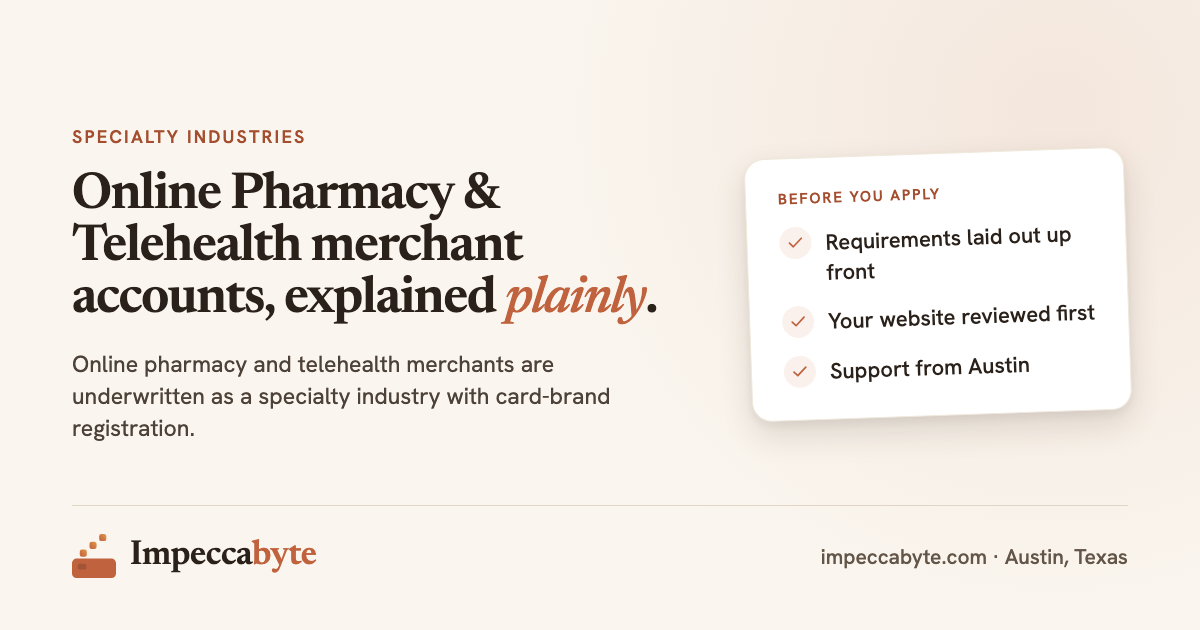 SPECIALTY INDUSTRIES
Online Pharmacy &
Telehealth merchant
accounts, explained plainly.
Online pharmacy and telehealth merchants are
underwritten as a specialty industry with card-brand
registration.
BEFORE YOU APPLY
Requirements laid out up
front
Your website reviewed first
Support from Austin
Impeccabyte
impeccabyte.com · Austin, Texas